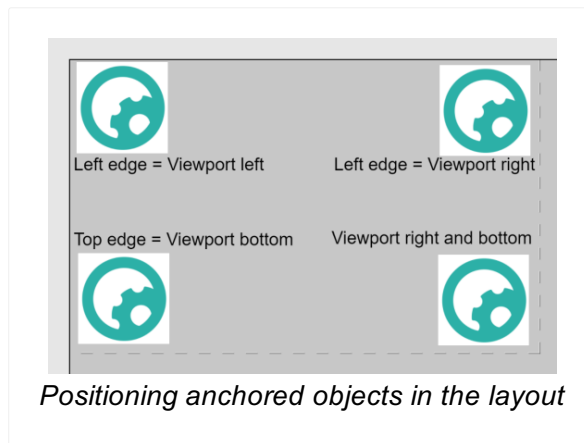 Left edge = Viewport left
Left edge = Viewport right
Top edge = Viewport bottom
Viewport right and bottom
Positioning anchored objects in the layout